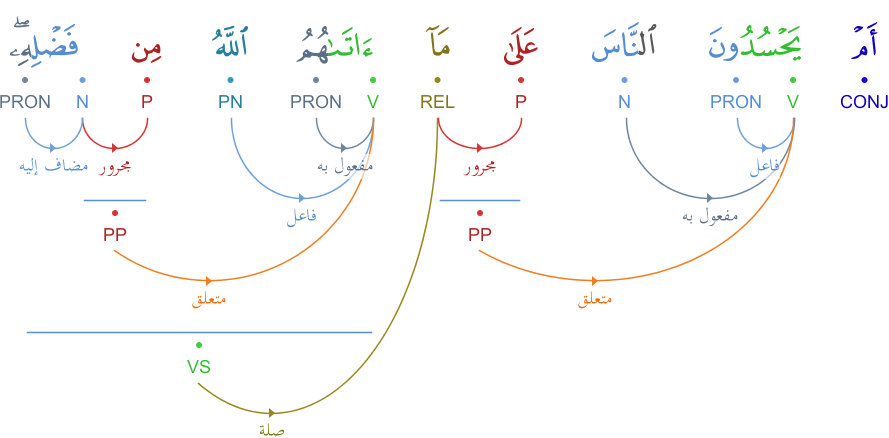 أَمْ يَحْسُدُونَ ٱلنَّاسَ عَلَىٰ مَآ ءَاتَىٰهُمُ ٱللَّهُ مِن فَضْلِهِۦۖ
CONJ V PRON N P REL V PRON PN P N PRON
فاعل مجرور مفعول به مجرور مضاف إليه
مفعول به فاعل
PP PP
متعلق متعلق
VS
صلة